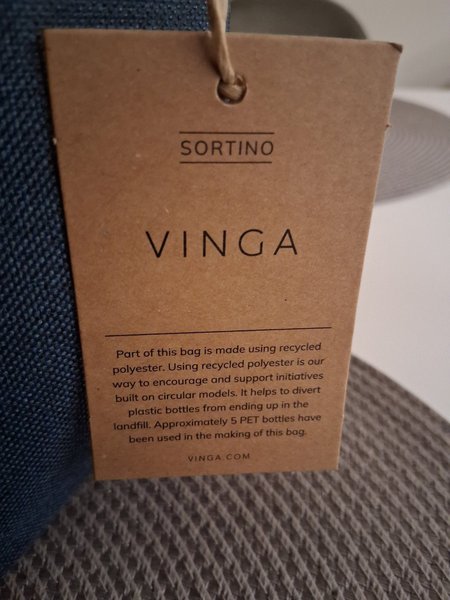 SORTINO
VINGA
Part of this bag is made using recycled
polyester. Using recycled polyester is our
way to encourage and support initiatives
built on circular models. It helps to divert
plastic bottles from ending up in the
landfill. Approximately 5 PET bottles have
been used in the making of this bag.
VINGA.COM